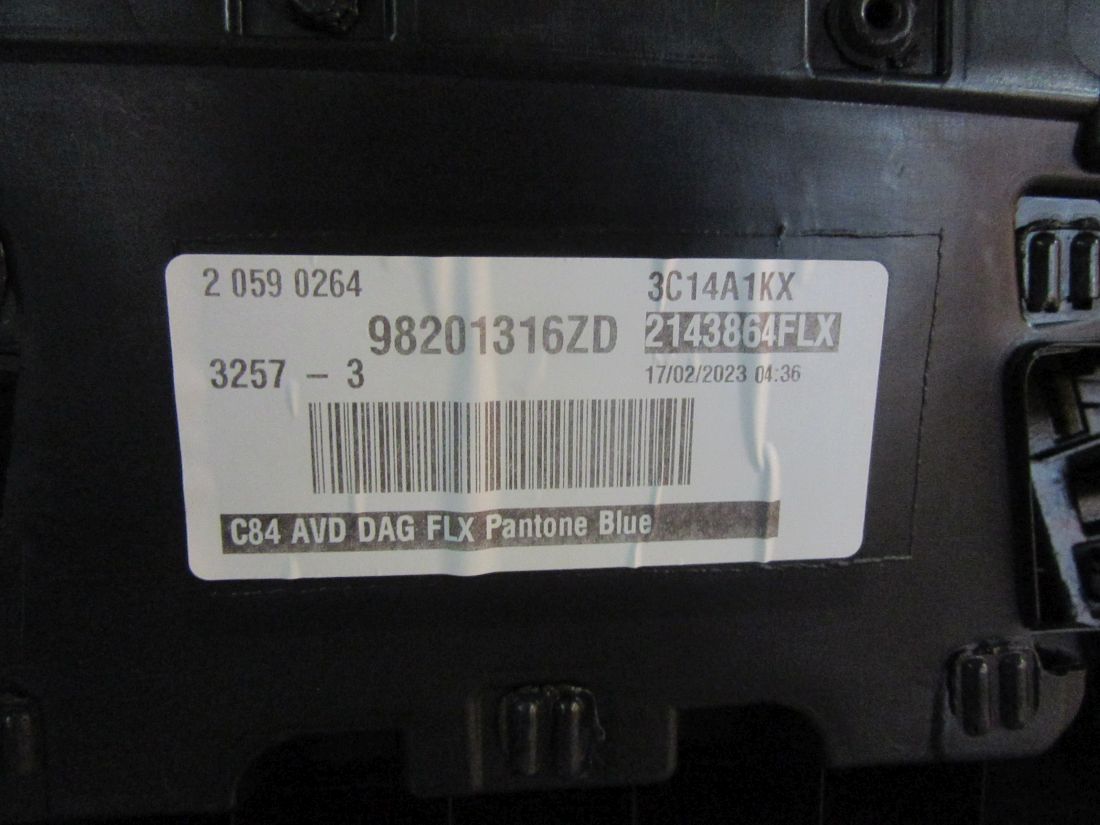 2 059 0264
3C14A1KX
98201316ZD
2143864FLX
3257 - 3
17/02/2023 04:36
C84 AVD DAG FLX Pantone Blue